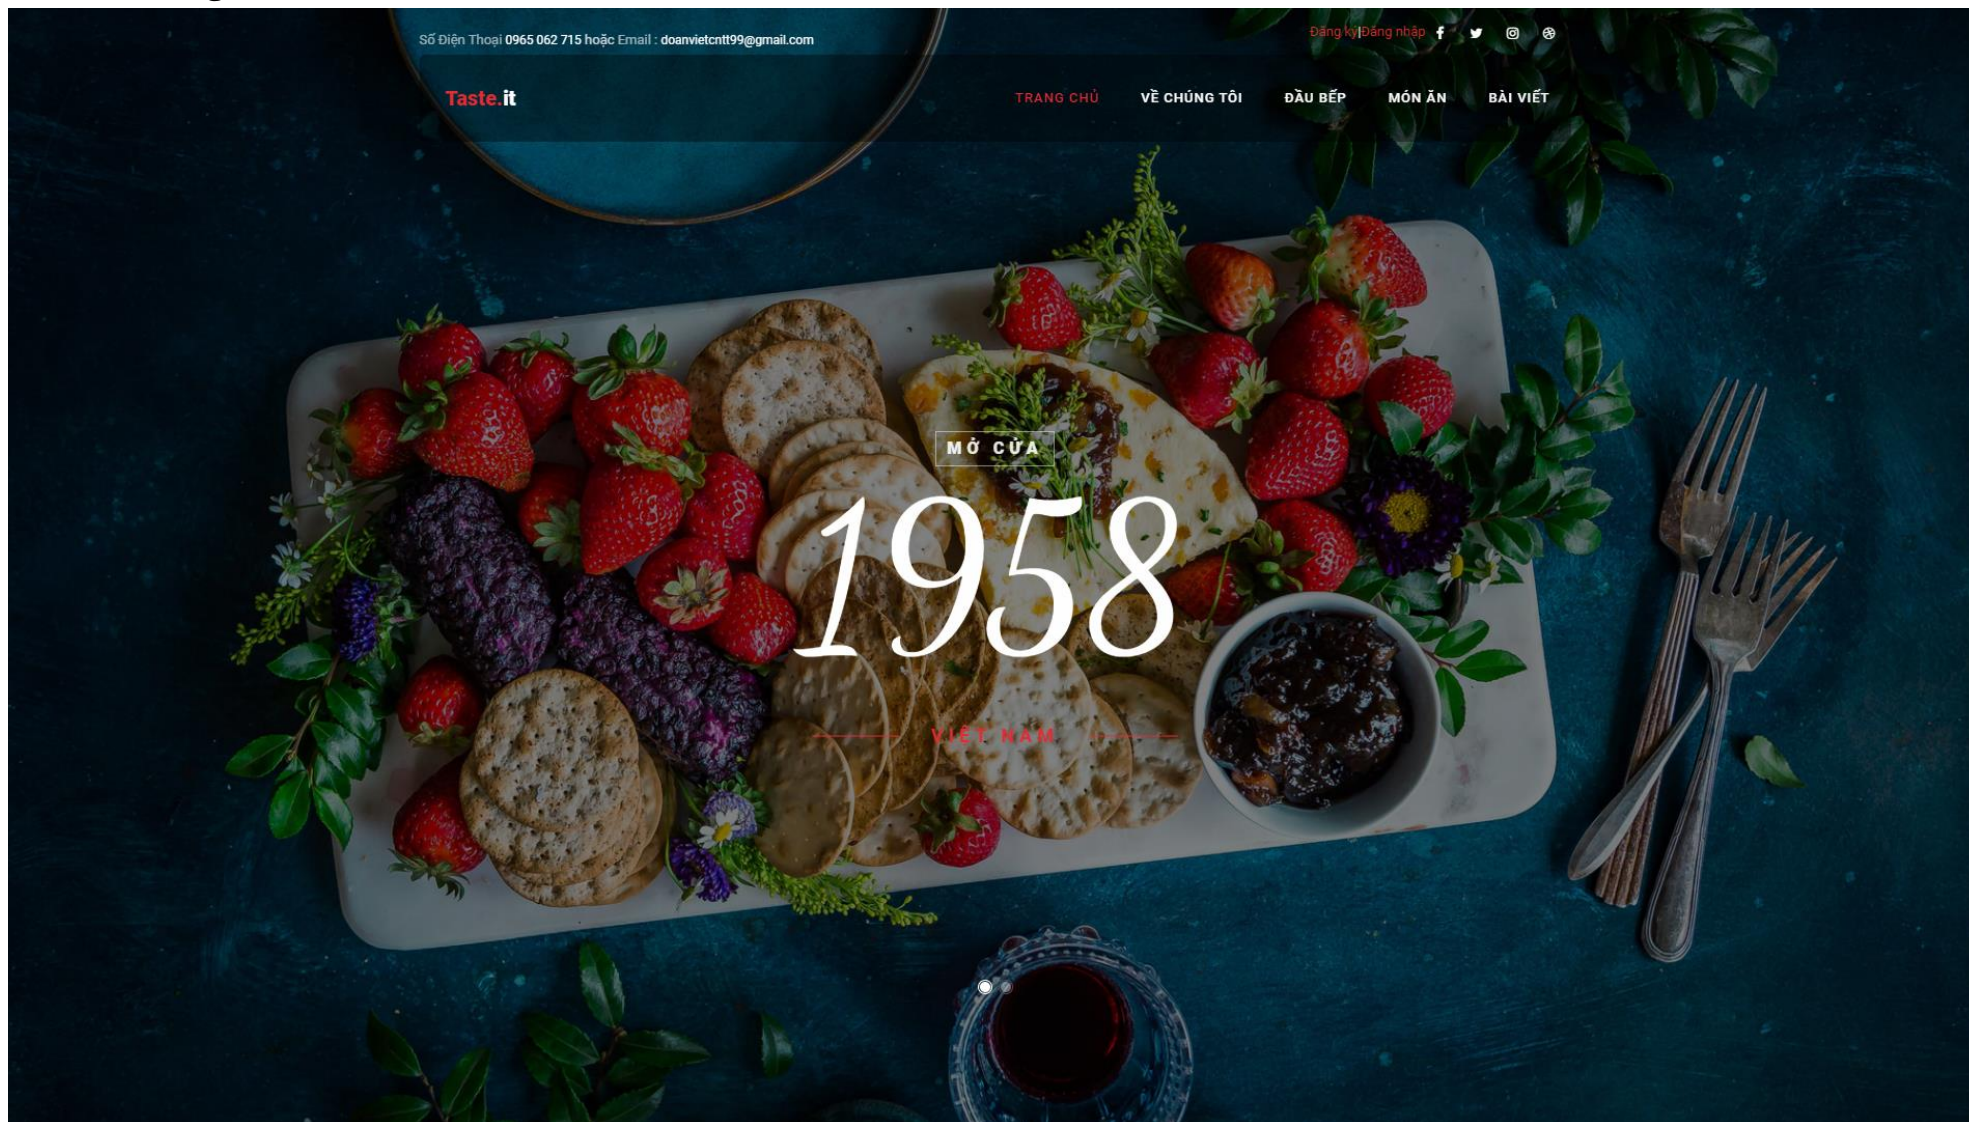 Số Điện Thoại 0965 062 715 hoặc Email : doanvietcntt99@gmail.com
Đăng ký|Đăng nhập
Taste.it
TRANG CHỦ VỀ CHÚNG TÔI ĐẦU BẾP MÓN ĂN BÀI VIẾT
MỞ CỬA
1958
VIỆT NAM